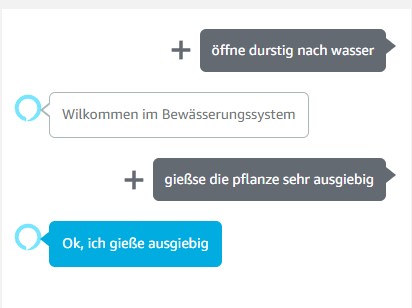 öffne durstig nach wasser
Wilkommen im Bewässerungssystem
gießse die pflanze sehr ausgiebig
Ok, ich gieße ausgiebig